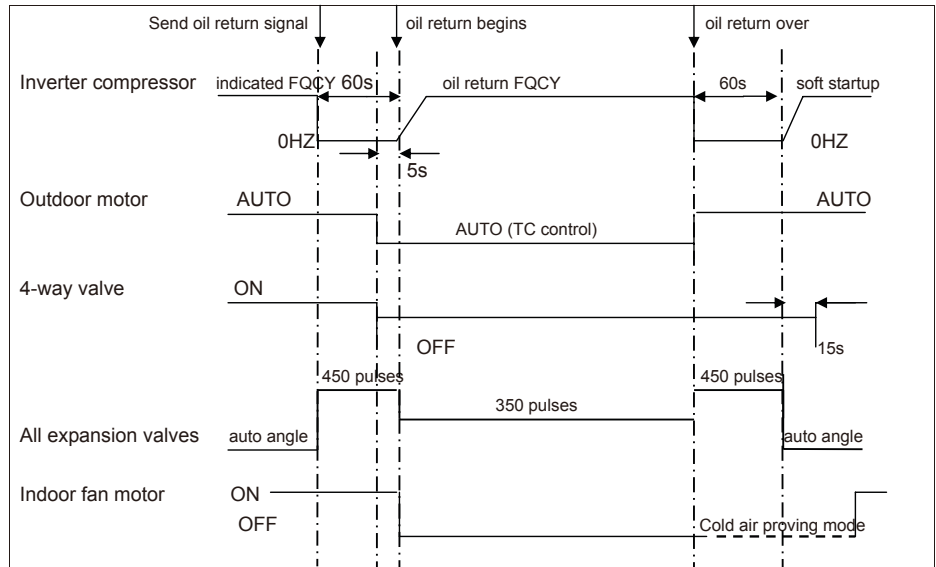 Send oil return signal
oil return begins
oil return over
Inverter compressor
indicated FQCY
60s
oil return FQCY
60s
soft startup
0HZ
0HZ
5s
Outdoor motor
AUTO
AUTO
AUTO (TC control)
4-way valve
ON
OFF
15s
450 pulses
450 pulses
350 pulses
All expansion valves
auto angle
auto angle
Indoor fan motor
ON
OFF
Cold air proving mode